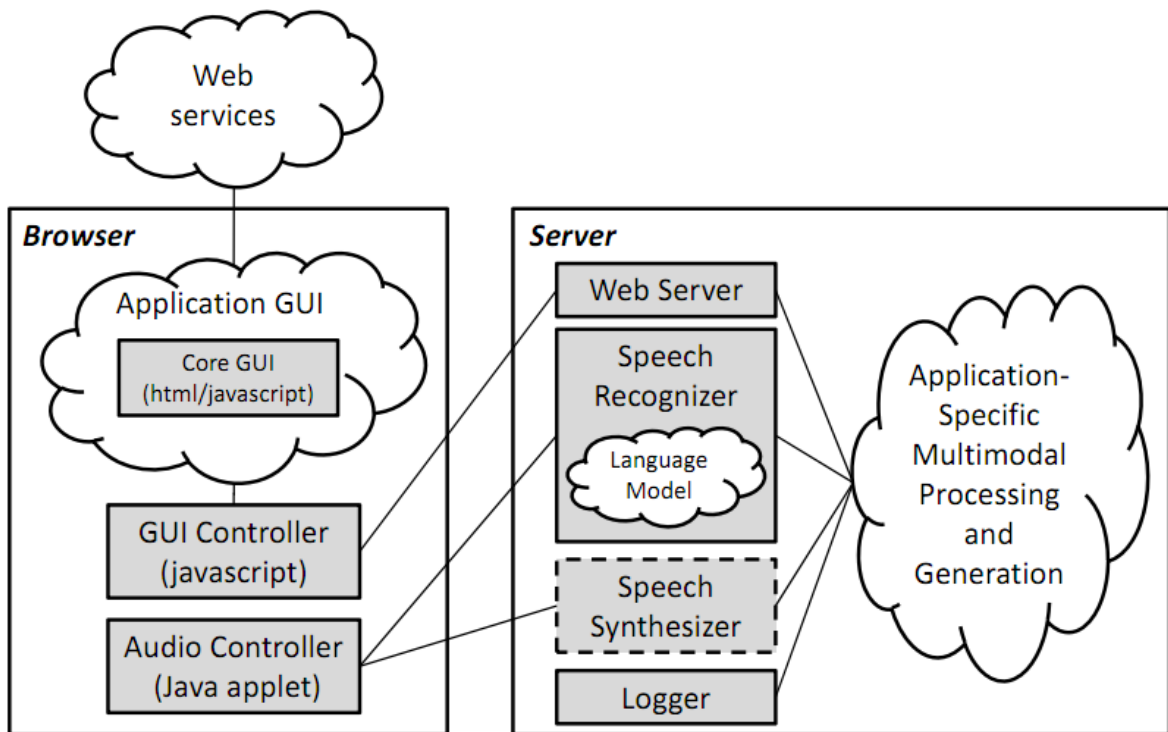 Web
services
Browser
Application GUI
Core GUI
(html/javascript)
GUI Controller
(javascript)
Audio Controller
(Java applet)
Server
Web Server
Speech
Recognizer
Language
Model
Speech
Synthesizer
Logger
Application-
Specific
Multimodal
Processing
and
Generation